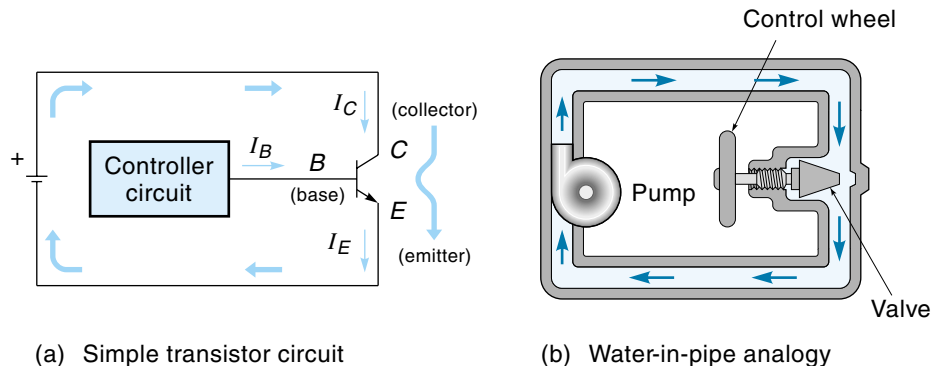 Control wheel
I_C
(collector)
+
Controller
circuit
I_B
B
C
(base)
E
I_E
(emitter)
Pump
Valve
(a) Simple transistor circuit
(b) Water-in-pipe analogy